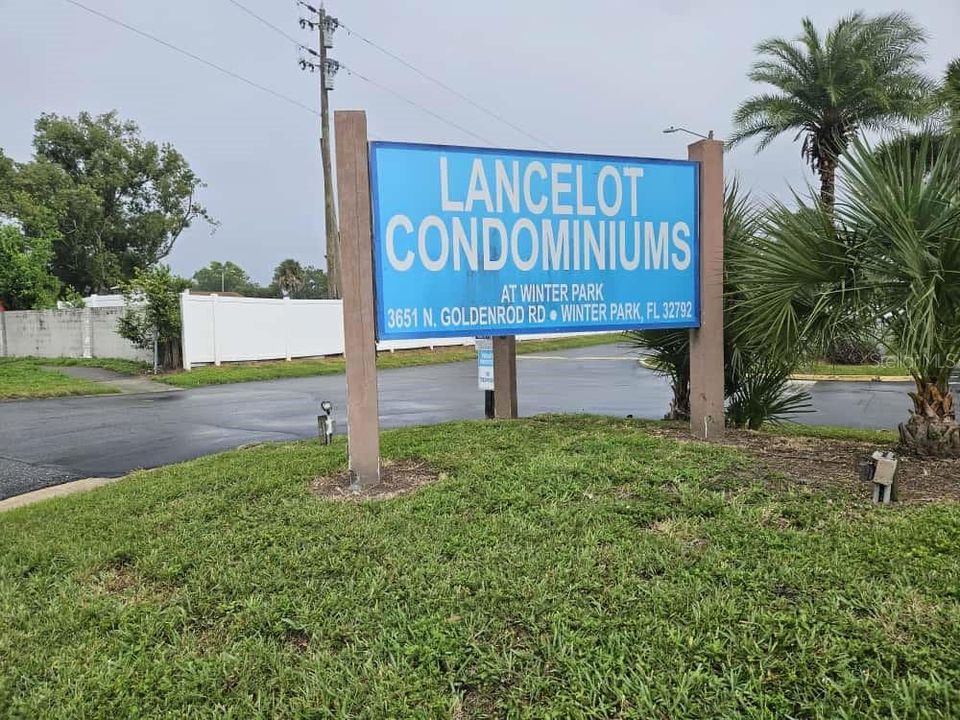 LANCELOT
CONDOMINIUMS
AT WINTER PARK
3651 N. GOLDENROD RD • WINTER PARK, FL 32792